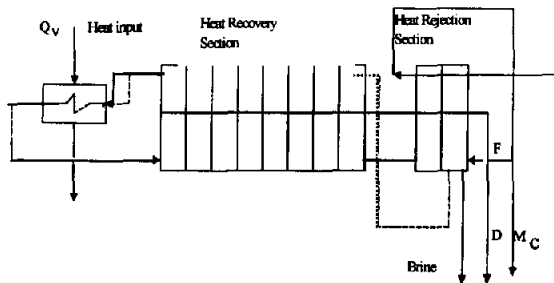 Q_V
Heat input
Heat Recovery
Section
Heat Rejection
Section
F
D
M_C
Brine